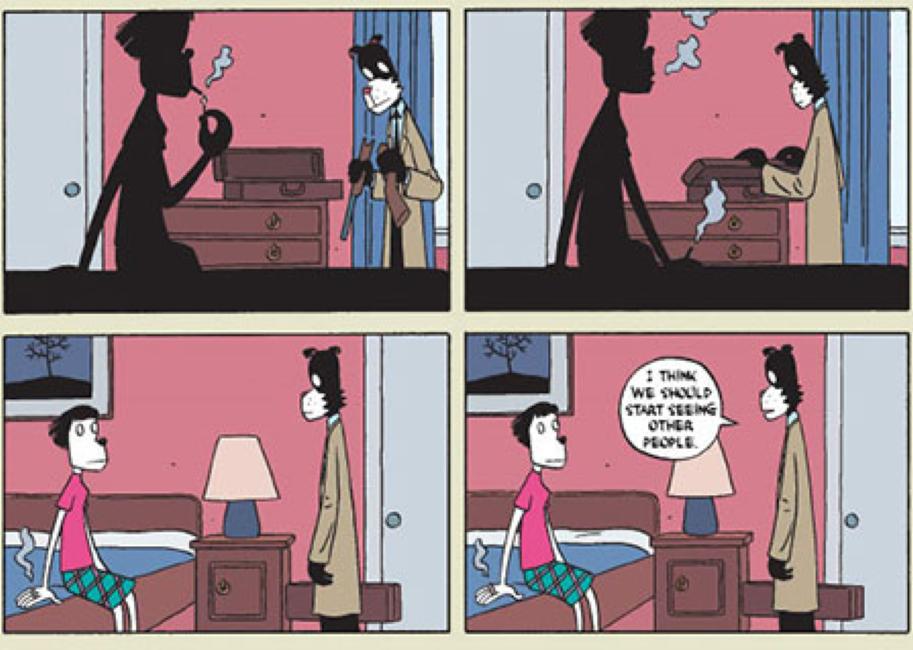 I THINK
WE SHOULD
START SEEING
OTHER
PEOPLE.